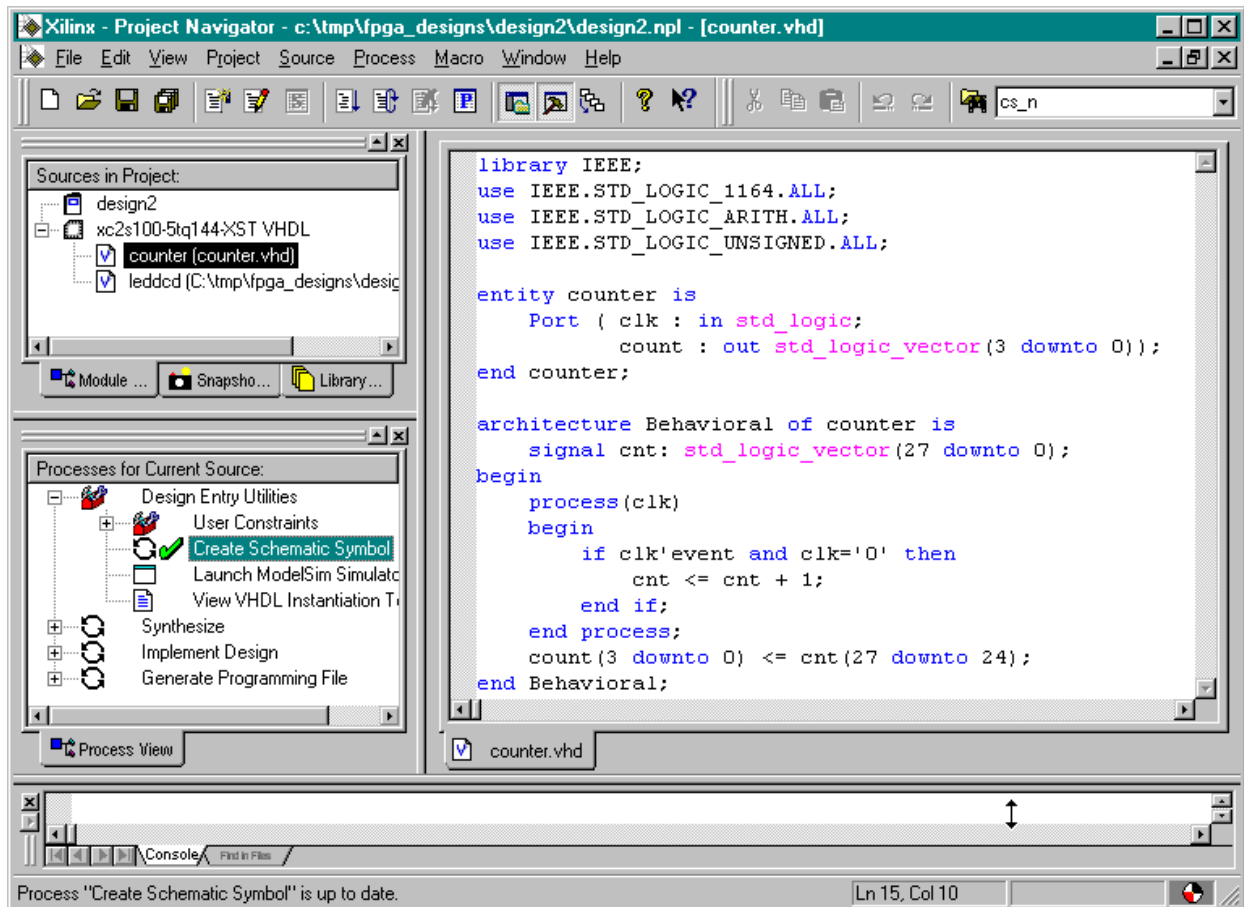 Xilinx - Project Navigator - c:\tmp\fpga_designs\design2\design2.npl - [counter.vhd]
File Edit View Project Source Process Macro Window Help
cs_n
Sources in Project:
design2
xc2s100-5tq144-XST VHDL
counter (counter.vhd)
leddcd (C:\tmp\fpga_designs\desig
Module ... Snapsho... Library...
Processes for Current Source:
Design Entry Utilities
User Constraints
Create Schematic Symbol
Launch ModelSim Simulato
View VHDL Instantiation T
Synthesize
Implement Design
Generate Programming File
Process View
library IEEE;
use IEEE.STD_LOGIC_1164.ALL;
use IEEE.STD_LOGIC_ARITH.ALL;
use IEEE.STD_LOGIC_UNSIGNED.ALL;
entity counter is
Port ( clk : in std_logic;
count : out std_logic_vector(3 downto 0));
end counter;
architecture Behavioral of counter is
signal cnt: std_logic_vector(27 downto 0);
begin
process(clk)
begin
if clk'event and clk='0' then
cnt <= cnt + 1;
end if;
end process;
count(3 downto 0) <= cnt(27 downto 24);
end Behavioral;
counter.vhd
Console Find in Files
Process "Create Schematic Symbol" is up to date.
Ln 15, Col 10